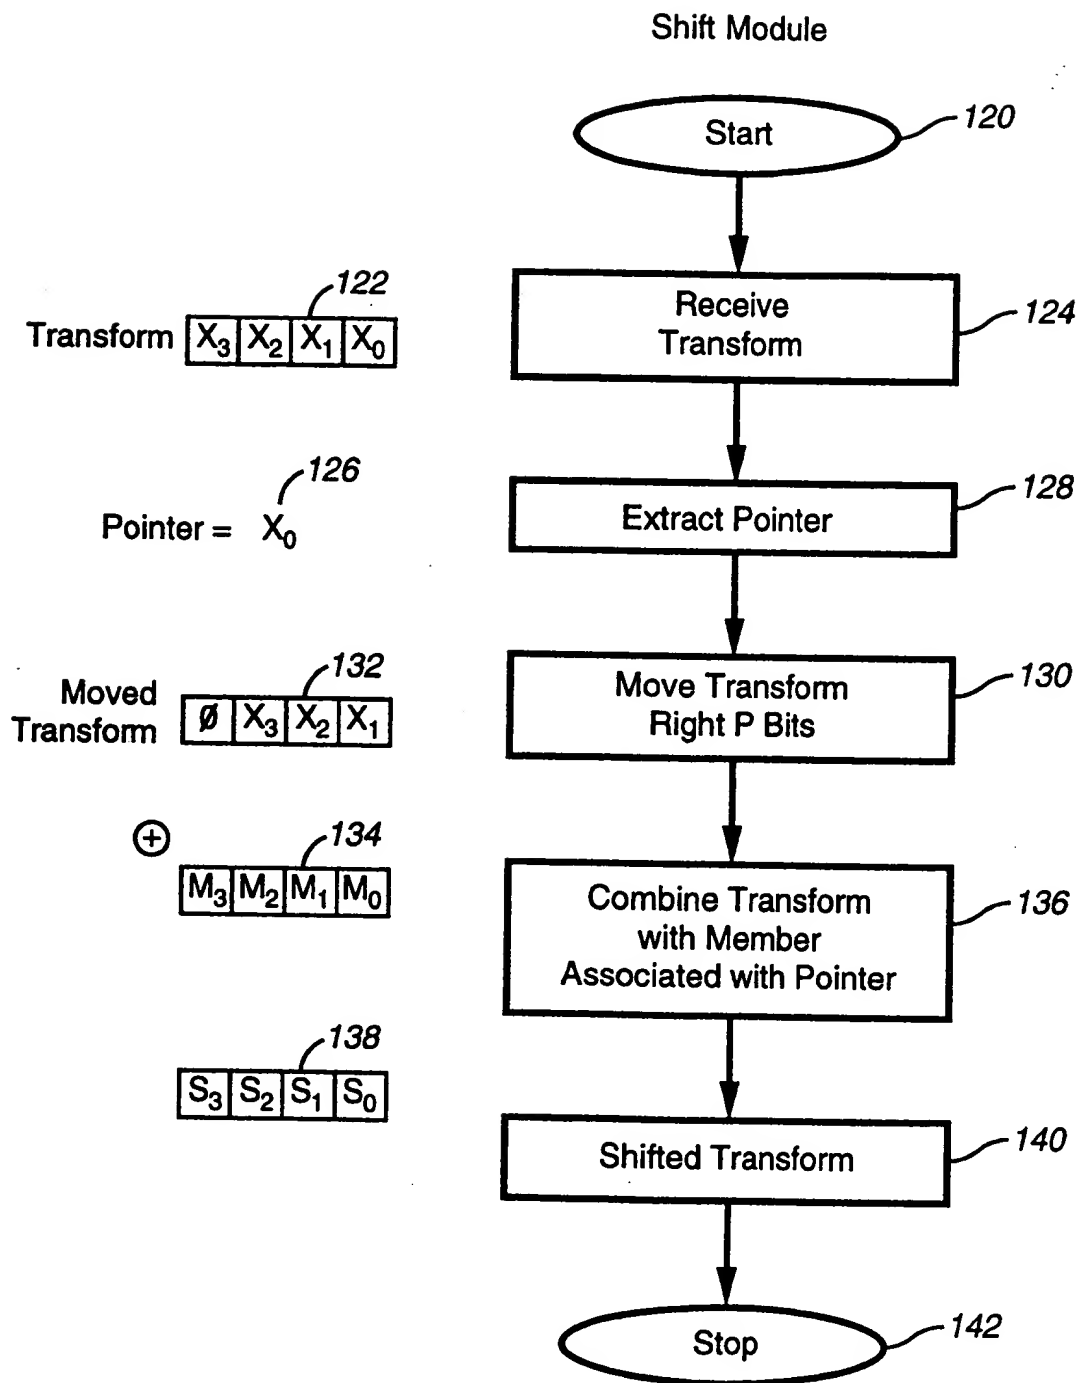 Shift Module
Start
120
122
Transform
X3 X2 X1 X0
Receive
Transform
124
126
Pointer = X0
Extract Pointer
128
Moved
Transform
132
Ø X3 X2 X1
Move Transform
Right P Bits
130
⊕
134
M3 M2 M1 M0
Combine Transform
with Member
Associated with Pointer
136
138
S3 S2 S1 S0
Shifted Transform
140
Stop
142